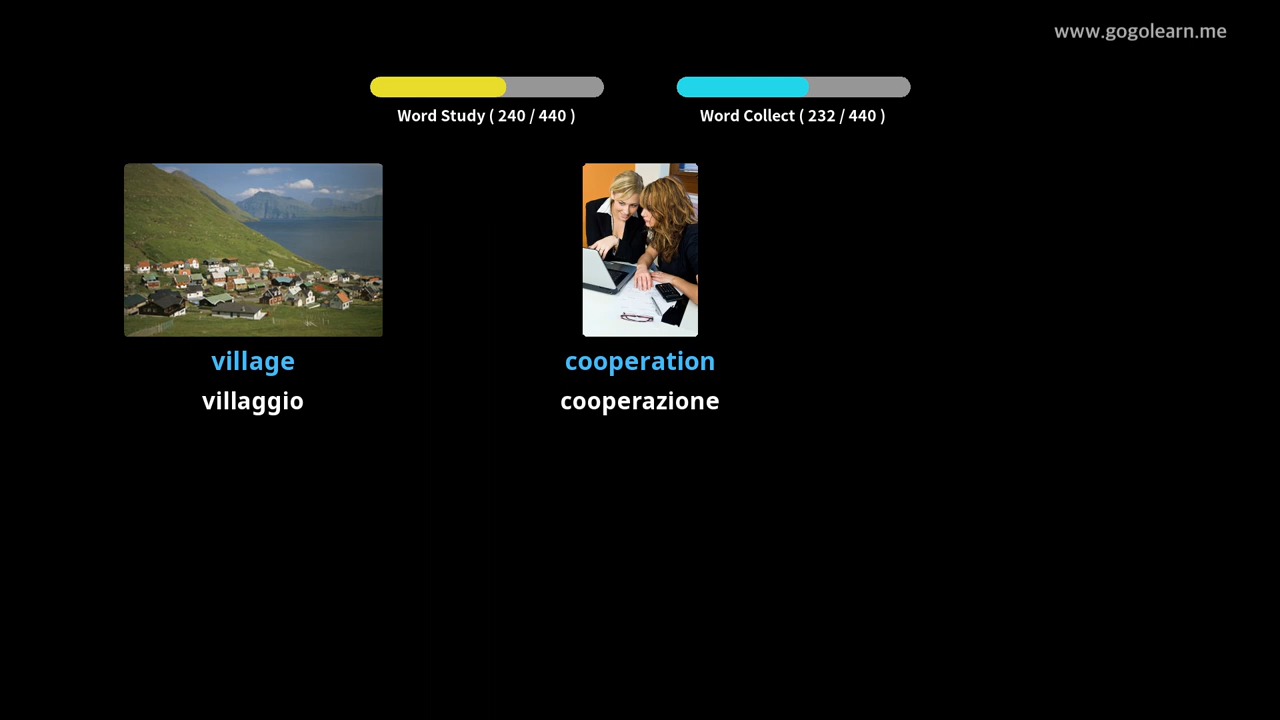 www.gogolearn.me
Word Study ( 240 / 440 )
Word Collect ( 232 / 440 )
village
villaggio
cooperation
cooperazione